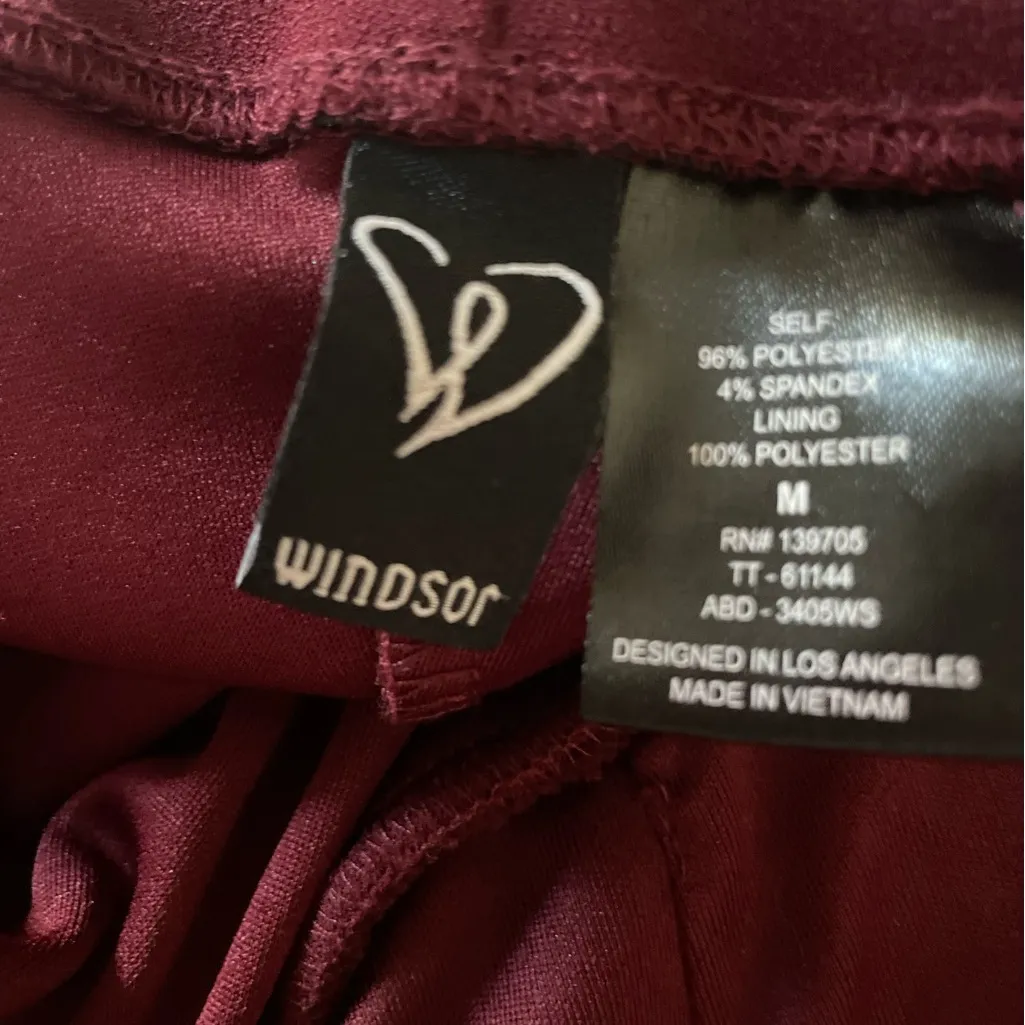 WINDSOR
SELF
96% POLYESTER
4% SPANDEX
LINING
100% POLYESTER
M
RN# 139705
TT - 61144
ABD - 3405WS
DESIGNED IN LOS ANGELES
MADE IN VIETNAM